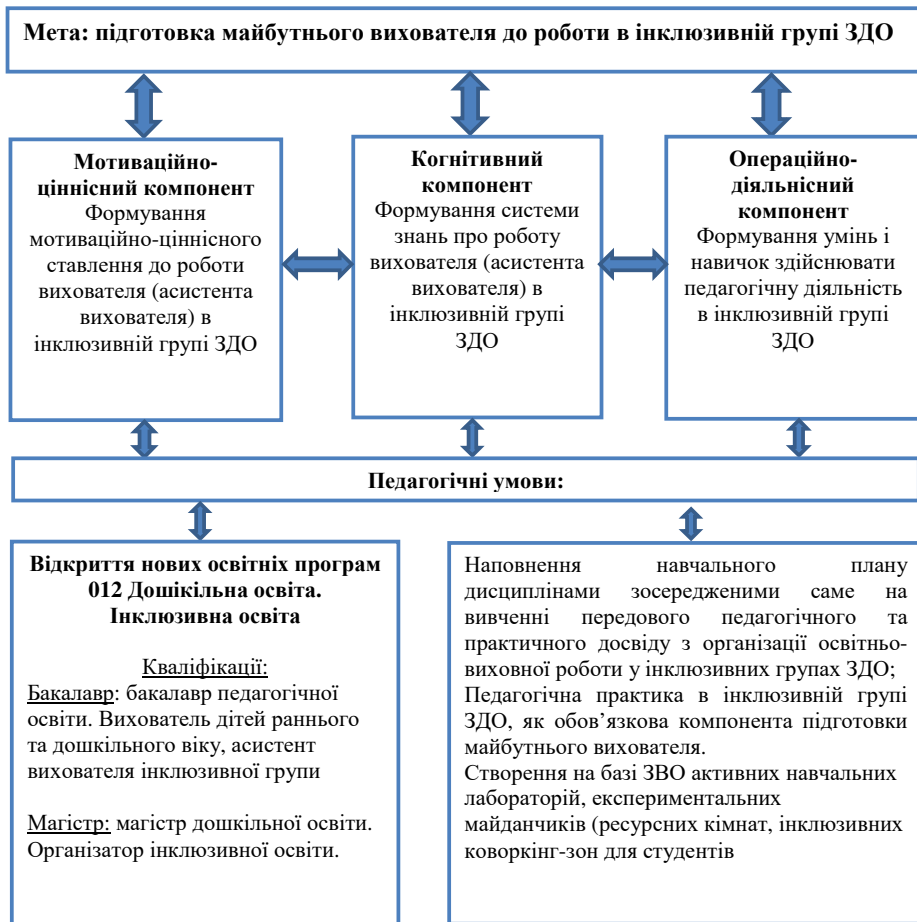 Мета: підготовка майбутнього вихователя до роботи в інклюзивній групі ЗДО
Мотиваційно-
ціннісний компонент
Формування
мотиваційно-ціннісного
ставлення до роботи
вихователя (асистента
вихователя) в
інклюзивній групі ЗДО
Когнітивний
компонент
Формування системи
знань про роботу
вихователя (асистента
вихователя) в
інклюзивній групі
ЗДО
Операційно-
діяльнісний
компонент
Формування умінь і
навичок здійснювати
педагогічну діяльність
в інклюзивній групі
ЗДО
Педагогічні умови:
Відкриття нових освітніх програм
012 Дошкільна освіта.
Інклюзивна освіта
Кваліфікації:
Бакалавр: бакалавр педагогічної
освіти. Вихователь дітей раннього
та дошкільного віку, асистент
вихователя інклюзивної групи
Магістр: магістр дошкільної освіти.
Організатор інклюзивної освіти.
Наповнення навчального плану
дисциплінами зосередженими саме на
вивченні передового педагогічного та
практичного досвіду з організації освітньо-
виховної роботи у інклюзивних групах ЗДО;
Педагогічна практика в інклюзивній групі
ЗДО, як обов’язкова компонента підготовки
майбутнього вихователя.
Створення на базі ЗВО активних навчальних
лабораторій, експериментальних
майданчиків (ресурсних кімнат, інклюзивних
коворкінг-зон для студентів